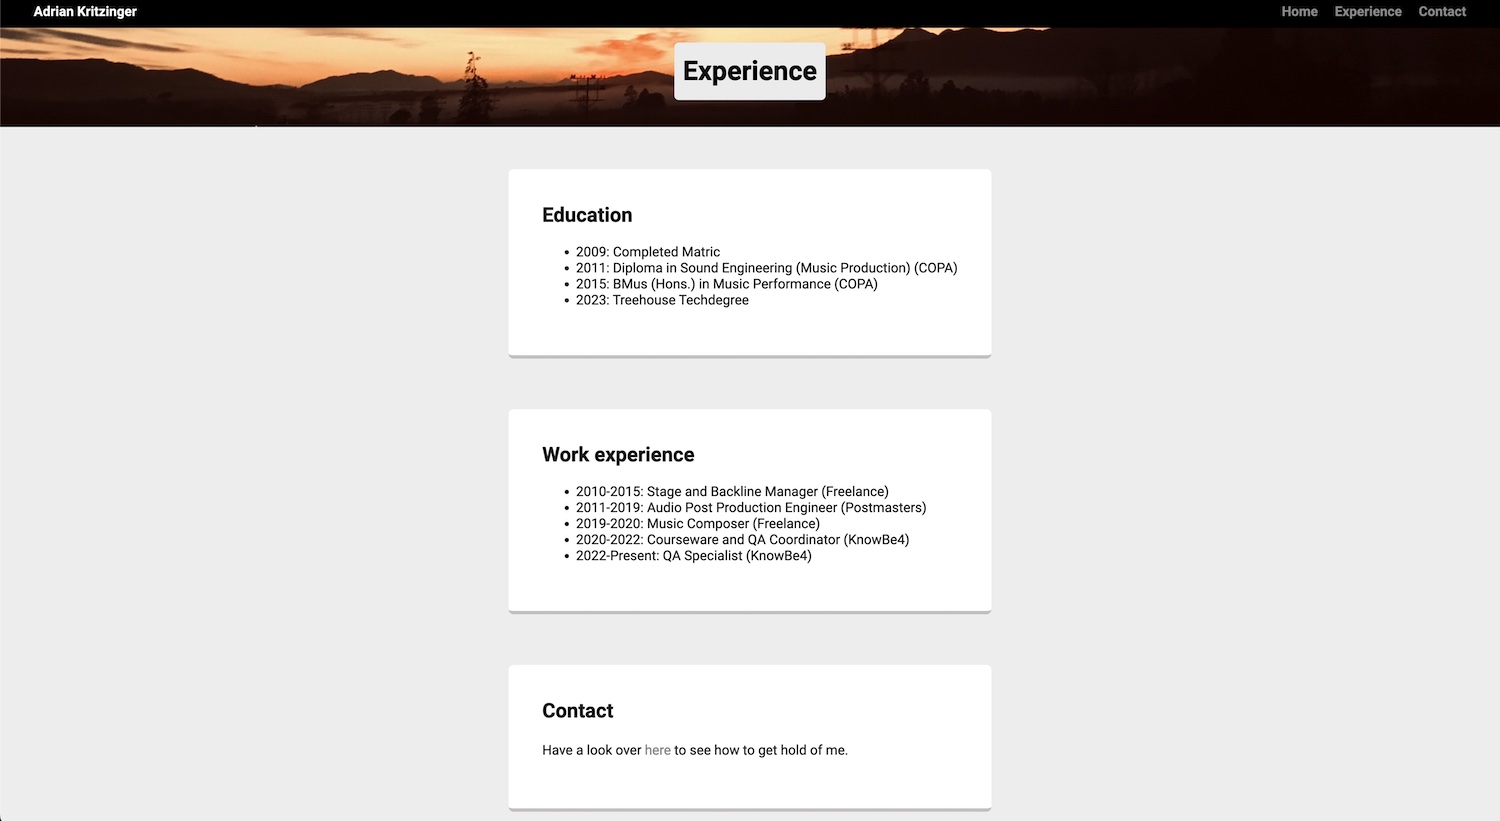 Adrian Kritzinger
Home Experience Contact
Experience
Education
• 2009: Completed Matric
• 2011: Diploma in Sound Engineering (Music Production) (COPA)
• 2015: BMus (Hons.) in Music Performance (COPA)
• 2023: Treehouse Techdegree
Work experience
• 2010-2015: Stage and Backline Manager (Freelance)
• 2011-2019: Audio Post Production Engineer (Postmasters)
• 2019-2020: Music Composer (Freelance)
• 2020-2022: Courseware and QA Coordinator (KnowBe4)
• 2022-Present: QA Specialist (KnowBe4)
Contact
Have a look over here to see how to get hold of me.